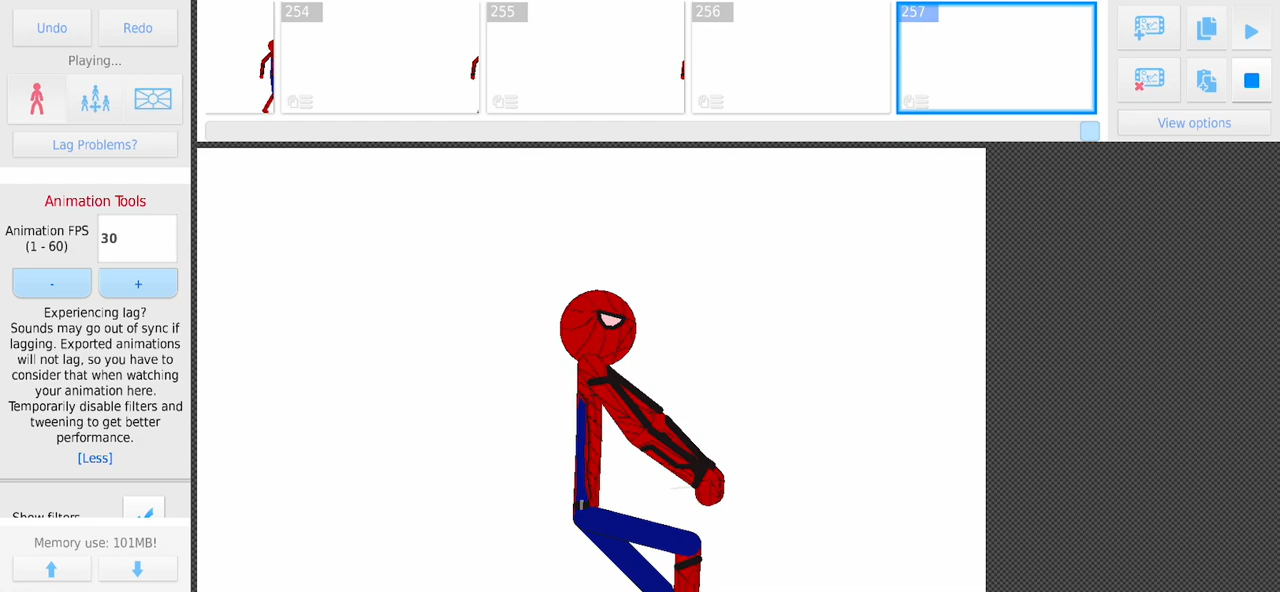 Undo
Redo
Playing...
Lag Problems?
Animation Tools
Animation FPS
(1 - 60)
30
-
+
Experiencing lag?
Sounds may go out of sync if
lagging. Exported animations
will not lag, so you have to
consider that when watching
your animation here.
Temporarily disable filters and
tweening to get better
performance.
[Less]
Show filters
Memory use: 101MB!
254
255
256
257
View options